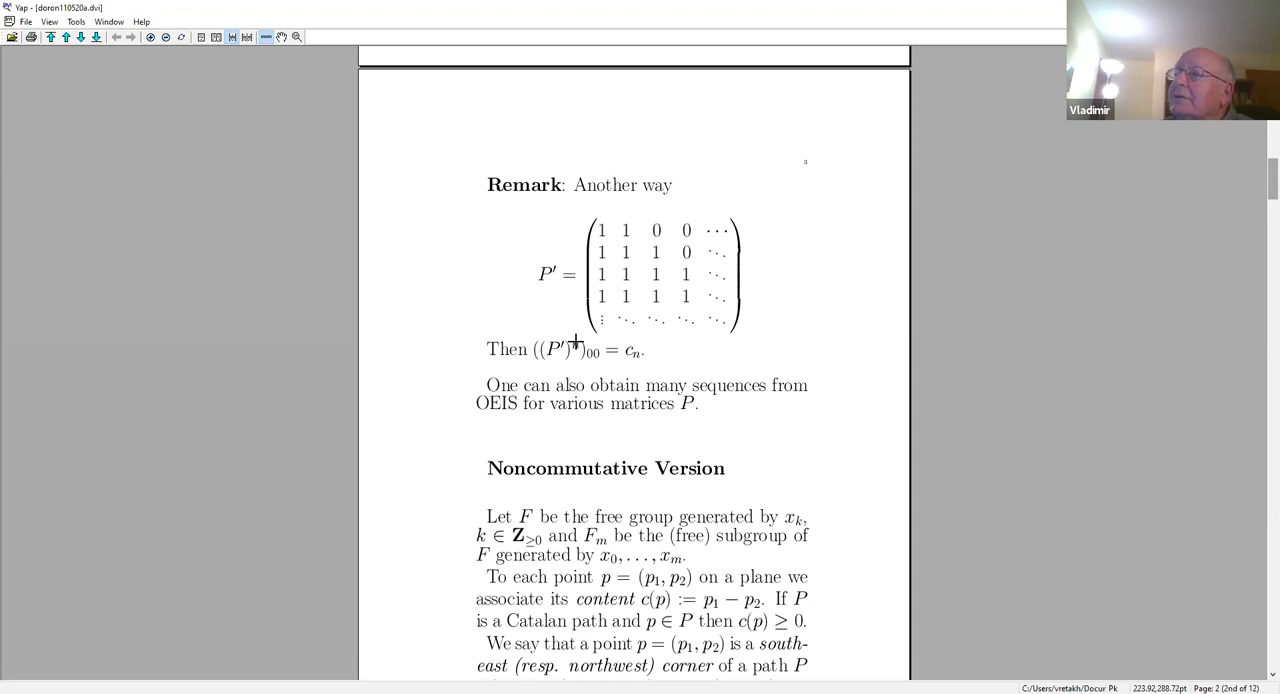 Yap - [doron110520a.dvi]
File View Tools Window Help
Vladimir
3
Remark: Another way
P′ = ( 1 1 0 0 ⋯
1 1 1 0 ⋱
1 1 1 1 ⋱
1 1 1 1 ⋱
⋮ ⋱ ⋱ ⋱ ⋱ )
Then ((P′)ⁿ)₀₀ = cₙ.
One can also obtain many sequences from
OEIS for various matrices P.
Noncommutative Version
Let F be the free group generated by xₖ,
k ∈ Z≥₀ and Fₘ be the (free) subgroup of
F generated by x₀, . . . , xₘ.
To each point p = (p₁, p₂) on a plane we
associate its content c(p) := p₁ − p₂. If P
is a Catalan path and p ∈ P then c(p) ≥ 0.
We say that a point p = (p₁, p₂) is a south-
east (resp. northwest) corner of a path P
C:/Users/vretakh/Docur Pk 223.92,288.72pt Page: 2 (2nd of 12)